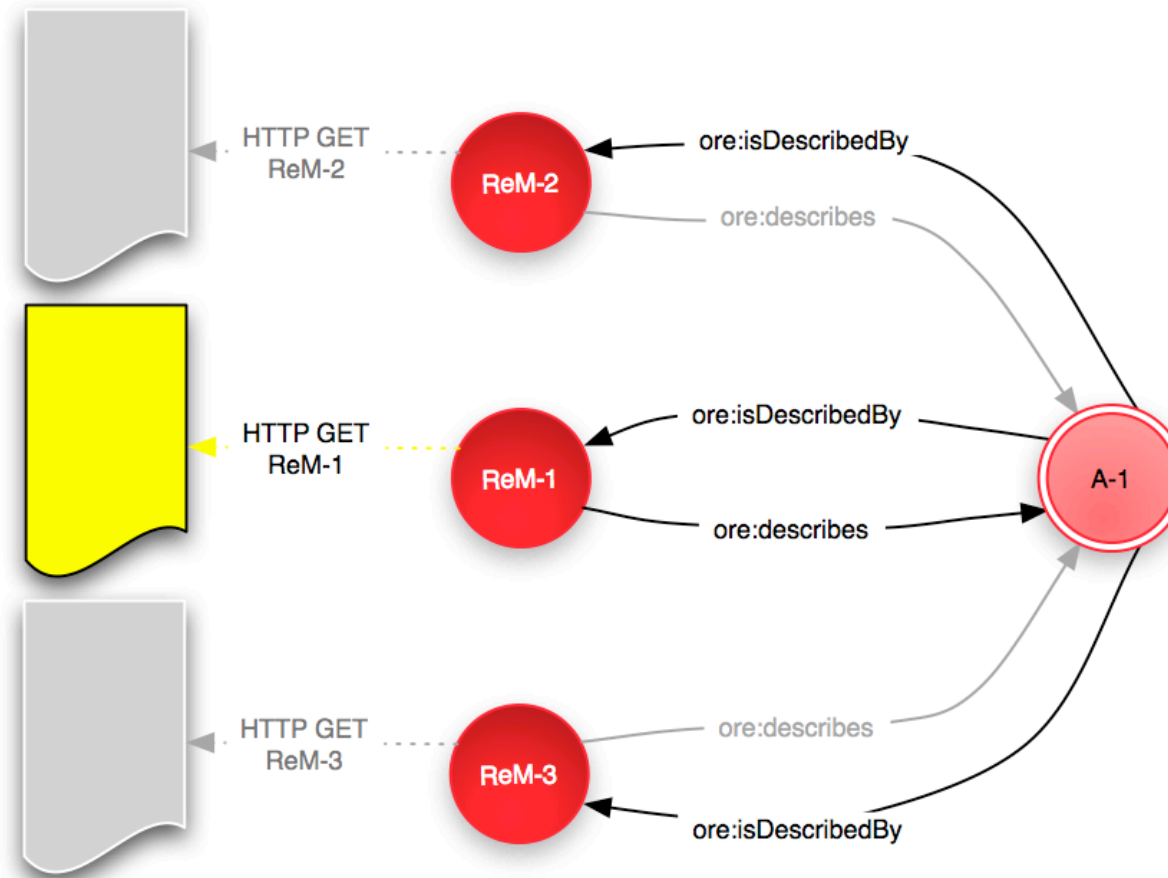 HTTP GET
ReM-2
ReM-2
ore:isDescribedBy
ore:describes
HTTP GET
ReM-1
ReM-1
ore:isDescribedBy
ore:describes
A-1
HTTP GET
ReM-3
ReM-3
ore:describes
ore:isDescribedBy